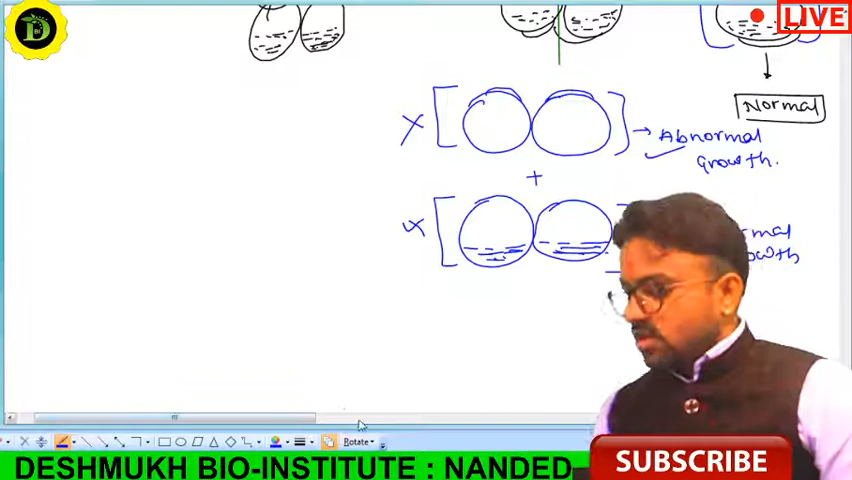 LIVE
Normal
X
Abnormal
growth.
+
Rotate
DESHMUKH BIO-INSTITUTE : NANDED
SUBSCRIBE